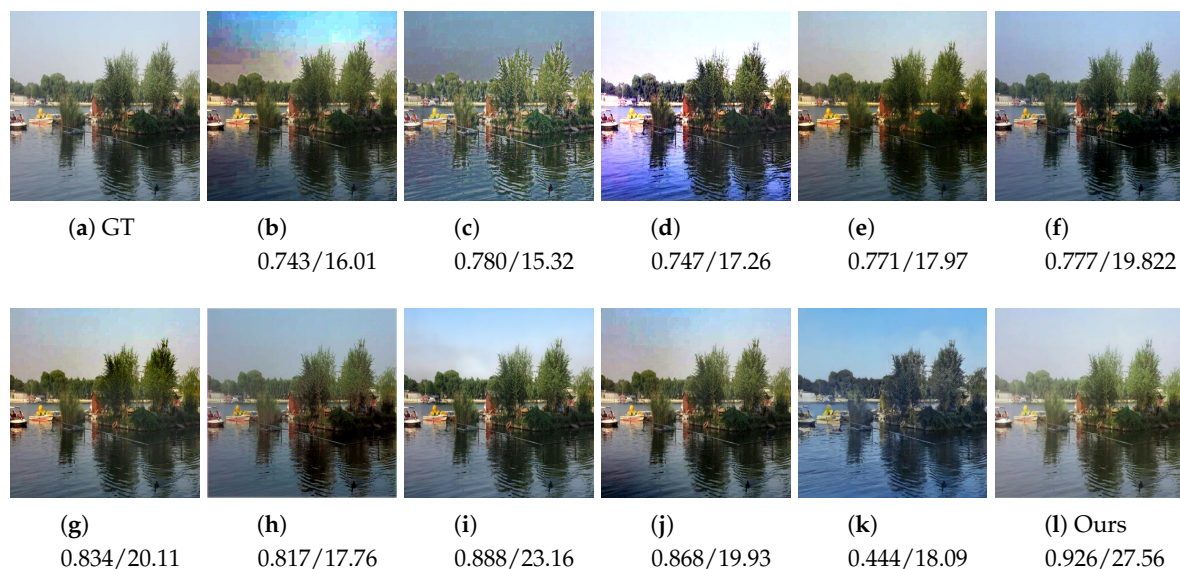 (a) GT (b) (c) (d) (e) (f)
0.743/16.01 0.780/15.32 0.747/17.26 0.771/17.97 0.777/19.822
(g) (h) (i) (j) (k) (l) Ours
0.834/20.11 0.817/17.76 0.888/23.16 0.868/19.93 0.444/18.09 0.926/27.56